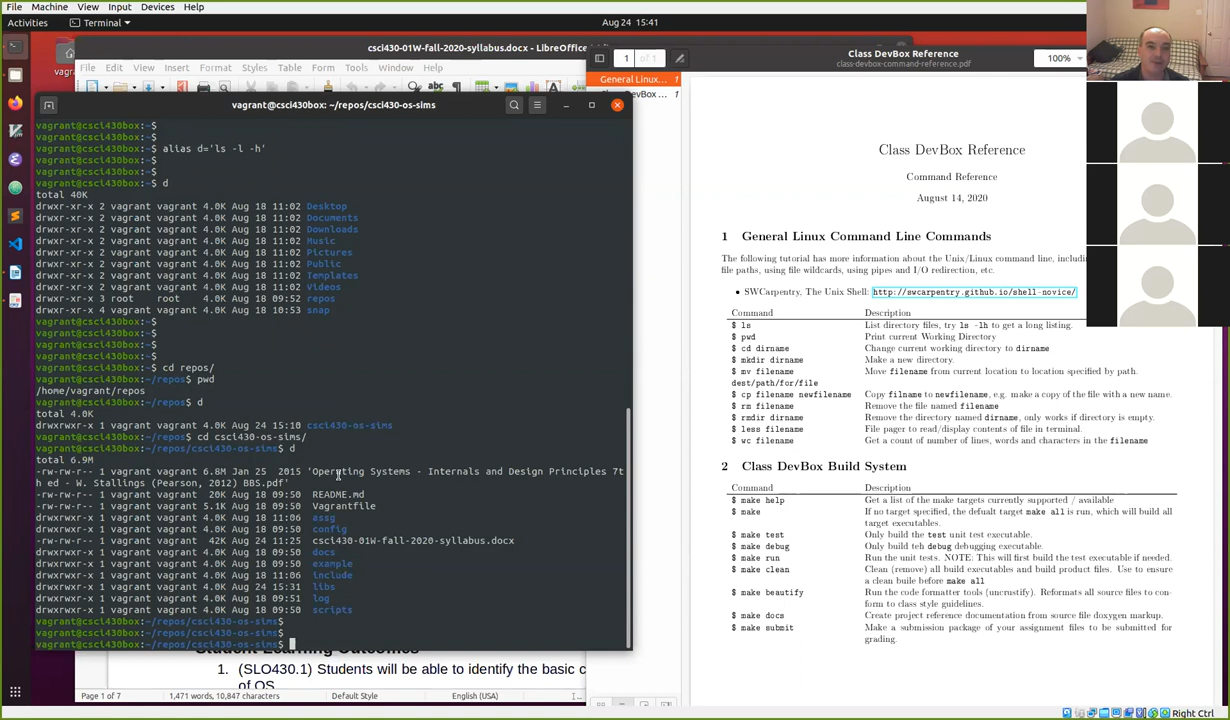 File Machine View Input Devices Help
Activities Terminal Aug 24 15:41
csci430-01W-fall-2020-syllabus.docx - LibreOffice
File Edit View Insert Format Styles Table Form Tools Window Help
vagrant@csci430box: ~/repos/csci430-os-sims
vagrant@csci430box:~$
vagrant@csci430box:~$
vagrant@csci430box:~$ alias d='ls -l -h'
vagrant@csci430box:~$
vagrant@csci430box:~$
vagrant@csci430box:~$ d
total 40K
drwxr-xr-x 2 vagrant vagrant 4.0K Aug 18 11:02 Desktop
drwxr-xr-x 2 vagrant vagrant 4.0K Aug 18 11:02 Documents
drwxr-xr-x 2 vagrant vagrant 4.0K Aug 18 11:02 Downloads
drwxr-xr-x 2 vagrant vagrant 4.0K Aug 18 11:02 Music
drwxr-xr-x 2 vagrant vagrant 4.0K Aug 18 11:02 Pictures
drwxr-xr-x 2 vagrant vagrant 4.0K Aug 18 11:02 Public
drwxr-xr-x 2 vagrant vagrant 4.0K Aug 18 11:02 Templates
drwxr-xr-x 2 vagrant vagrant 4.0K Aug 18 11:02 Videos
drwxr-xr-x 3 root root 4.0K Aug 18 09:52 repos
drwxr-xr-x 4 vagrant vagrant 4.0K Aug 18 10:53 snap
vagrant@csci430box:~$
vagrant@csci430box:~$
vagrant@csci430box:~$
vagrant@csci430box:~$ cd repos/
vagrant@csci430box:~/repos$ pwd
/home/vagrant/repos
vagrant@csci430box:~/repos$ d
total 4.0K
drwxrwxr-x 1 vagrant vagrant 4.0K Aug 24 15:10 csci430-os-sims
vagrant@csci430box:~/repos$ cd csci430-os-sims/
vagrant@csci430box:~/repos/csci430-os-sims$ d
total 6.9M
-rw-rw-r-- 1 vagrant vagrant 6.8M Jan 25 2015 'Operating Systems - Internals and Design Principles 7t
h ed - W. Stallings (Pearson, 2012) BBS.pdf'
-rw-rw-r-- 1 vagrant vagrant 20K Aug 18 09:50 README.md
-rw-rw-r-- 1 vagrant vagrant 5.1K Aug 18 09:50 Vagrantfile
drwxrwxr-x 1 vagrant vagrant 4.0K Aug 18 11:06 assg
drwxrwxr-x 1 vagrant vagrant 4.0K Aug 18 09:50 config
-rw-rw-r-- 1 vagrant vagrant 42K Aug 24 11:25 csci430-01W-fall-2020-syllabus.docx
drwxrwxr-x 1 vagrant vagrant 4.0K Aug 18 09:50 docs
drwxrwxr-x 1 vagrant vagrant 4.0K Aug 18 09:50 example
drwxrwxr-x 1 vagrant vagrant 4.0K Aug 18 11:06 include
drwxrwxr-x 1 vagrant vagrant 4.0K Aug 24 15:31 libs
drwxrwxr-x 1 vagrant vagrant 4.0K Aug 18 09:51 log
drwxrwxr-x 1 vagrant vagrant 4.0K Aug 18 09:50 scripts
vagrant@csci430box:~/repos/csci430-os-sims$
vagrant@csci430box:~/repos/csci430-os-sims$
vagrant@csci430box:~/repos/csci430-os-sims$
1. (SLO430.1) Students will be able to identify the basic c
of OS.
Page 1 of 7 1,471 words, 10,847 characters Default Style English (USA)
1 of 1
Class DevBox Reference
class-devbox-command-reference.pdf
100%
General Linux... 1
DevBox ... 1
Class DevBox Reference
Command Reference
August 14, 2020
1 General Linux Command Line Commands
The following tutorial has more information about the Unix/Linux command line, includi
file paths, using file wildcards, using pipes and I/O redirection, etc.
• SWCarpentry, The Unix Shell: http://swcarpentry.github.io/shell-novice/
Command Description
$ ls List directory files, try ls -lh to get a long listing.
$ pwd Print current Working Directory
$ cd dirname Change current working directory to dirname
$ mkdir dirname Make a new directory.
$ mv filename Move filename from current location to location specified by path.
dest/path/for/file
$ cp filename newfilename Copy filname to newfilename, e.g. make a copy of the file with a new name.
$ rm filename Remove the file named filename
$ rmdir dirname Remove the directory named dirname, only works if directory is empty.
$ less filename File pager to read/display contents of file in terminal.
$ wc filename Get a count of number of lines, words and characters in the filename
2 Class DevBox Build System
Command Description
$ make help Get a list of the make targets currently supported / available
$ make If no target specified, the defualt target make all is run, which will build all
target executables.
$ make test Only build the test unit test executable.
$ make debug Only build teh debug debugging executable.
$ make run Run the unit tests. NOTE: This will first build the test executable if needed.
$ make clean Clean (remove) all build executables and build product files. Use to ensure
a clean buile before make all
$ make beautify Run the code formatter tools (uncrustify). Reformats all source files to con-
form to class style guidelines.
$ make docs Create project reference documentation from source file doxygen markup.
$ make submit Make a submission package of your assignment files to be submitted for
grading.
Right Ctrl